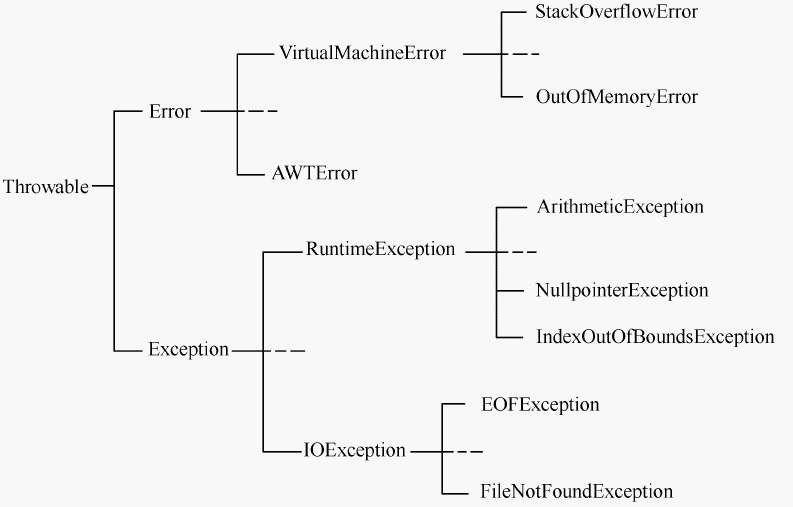 StackOverflowError
VirtualMachineError
OutOfMemoryError
Error
AWTError
Throwable
ArithmeticException
RuntimeException
NullpointerException
IndexOutOfBoundsException
Exception
EOFException
IOException
FileNotFoundException